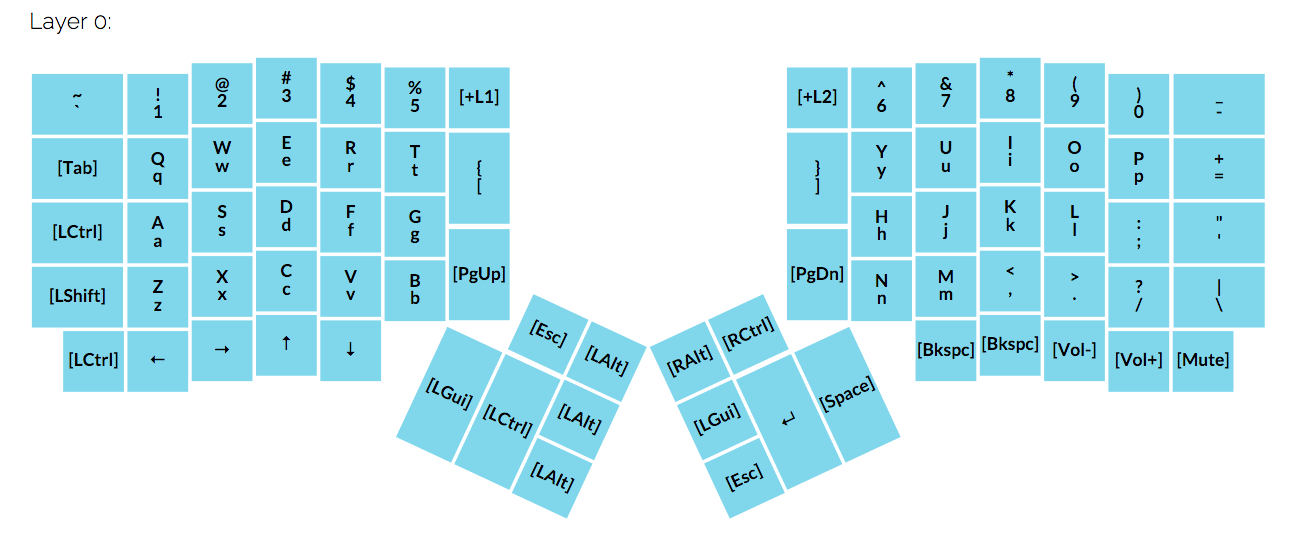 Layer 0:
~ ! @ # $ % [+L1] [+L2] ^ & * ( ) _
` 1 2 3 4 5 6 7 8 9 0 -
[Tab] Q W E R T { } Y U I O P +
q w e r t [ ] y u i o p =
[LCtrl] A S D F G H J K L : "
a s d f g h j k l ; '
[LShift] Z X C V B [PgUp] [PgDn] N M < > ? |
z x c v b n m , . / \
[LCtrl] ← → ↑ ↓ [Bkspc] [Bkspc] [Vol-] [Vol+] [Mute]
[Esc] [LAlt] [RAlt] [RCtrl]
[LGui] [LCtrl] [LAlt] [LGui] ↵ [Space]
[LAlt] [Esc]